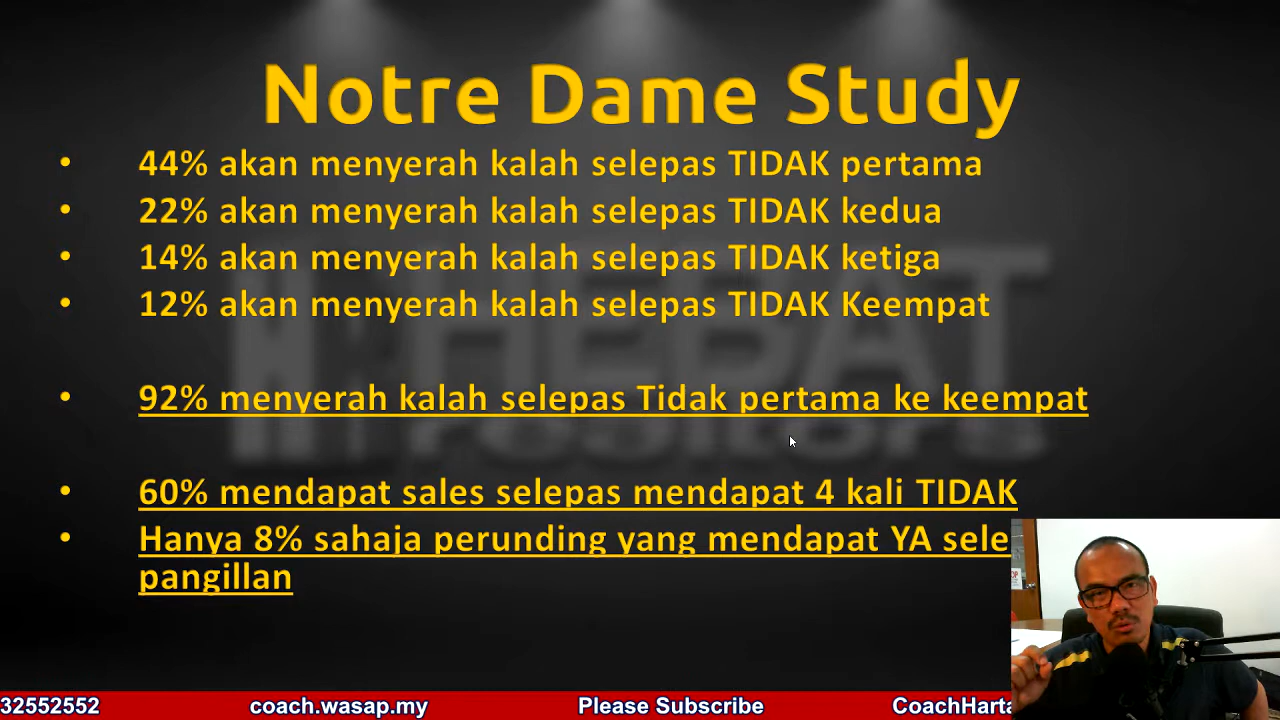 Notre Dame Study
• 44% akan menyerah kalah selepas TIDAK pertama
• 22% akan menyerah kalah selepas TIDAK kedua
• 14% akan menyerah kalah selepas TIDAK ketiga
• 12% akan menyerah kalah selepas TIDAK Keempat
• 92% menyerah kalah selepas Tidak pertama ke keempat
• 60% mendapat sales selepas mendapat 4 kali TIDAK
• Hanya 8% sahaja perunding yang mendapat YA sele
pangillan
32552552 coach.wasap.my Please Subscribe CoachHarta